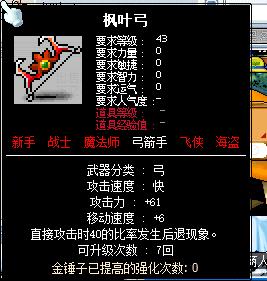 枫叶弓
要求等级： 43
要求力量： 0
要求敏捷： 0
要求智力： 0
要求运气： 0
要求人气度： -
道具等级： -
道具经验值： -
新手 战士 魔法师 弓箭手 飞侠 海盗
武器分类 : 弓
攻击速度 : 快
攻击力 : +61
移动速度 : +6
直接攻击时40的比率发生后退现象。
可升级次数 : 7回
金锤子已提高的强化次数: 0